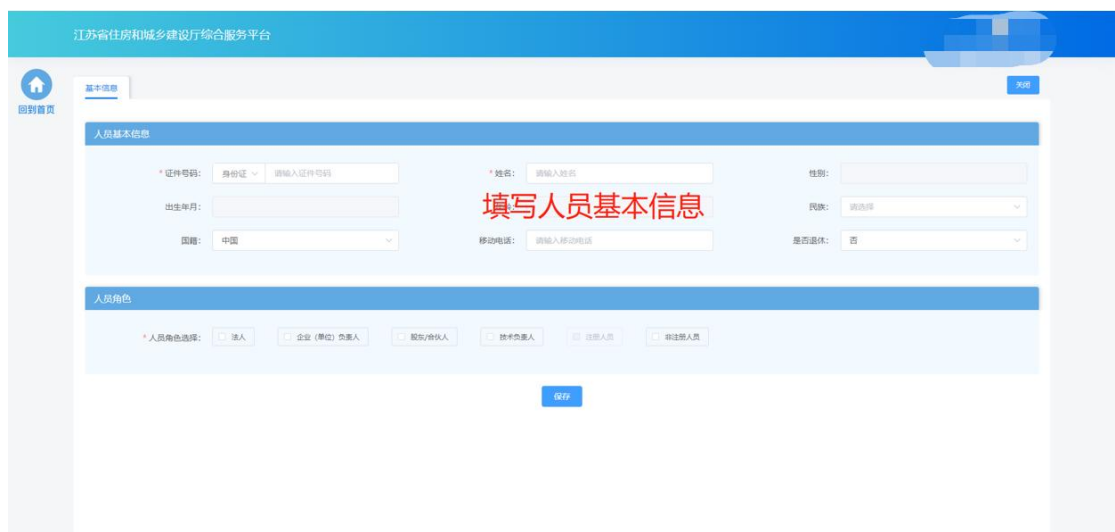 江苏省住房和城乡建设厅综合服务平台
回到首页
基本信息
关闭
人员基本信息
* 证件号码: 身份证 请输入证件号码 * 姓名: 请输入姓名 性别:
出生年月: 民族: 请选择
填写人员基本信息
国籍: 中国 移动电话: 请输入移动电话 是否退休: 否
人员角色
* 人员角色选择: 法人 企业（单位）负责人 股东/合伙人 技术负责人 注册人员 非注册人员
保存